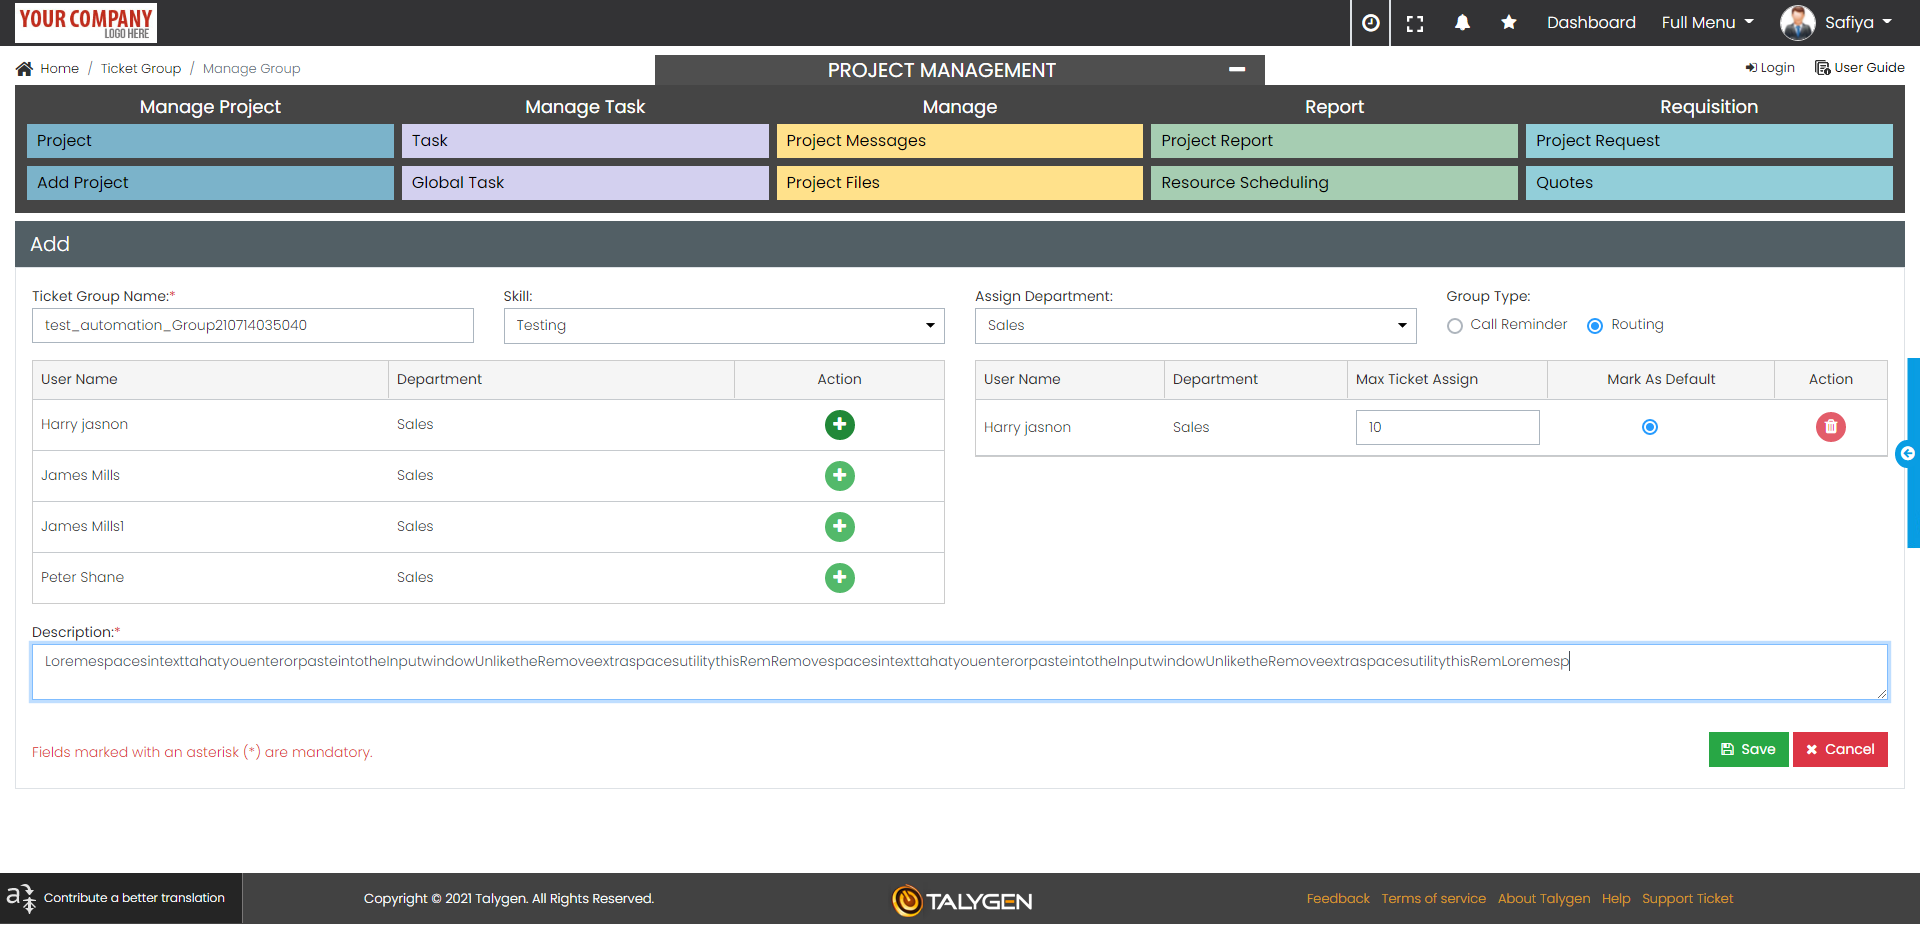 YOUR COMPANY
LOGO HERE
Dashboard Full Menu Safiya
Home / Ticket Group / Manage Group
PROJECT MANAGEMENT
Login User Guide
Manage Project Manage Task Manage Report Requisition
Project Task Project Messages Project Report Project Request
Add Project Global Task Project Files Resource Scheduling Quotes
Add
Ticket Group Name:* Skill: Assign Department: Group Type:
test_automation_Group210714035040 Testing Sales Call Reminder Routing
User Name Department Action User Name Department Max Ticket Assign Mark As Default Action
Harry jasnon Sales Harry jasnon Sales 10
James Mills Sales
James Mills1 Sales
Peter Shane Sales
Description:*
LoremespacesintexttahatyouenterorpasteintotheInputwindowUnliketheRemoveextraspacesutilitythisRemRemovespacesintexttahatyouenterorpasteintotheInputwindowUnliketheRemoveextraspacesutilitythisRemLoremesp
Fields marked with an asterisk (*) are mandatory.
Save Cancel
Contribute a better translation Copyright © 2021 Talygen. All Rights Reserved. TALYGEN Feedback Terms of service About Talygen Help Support Ticket